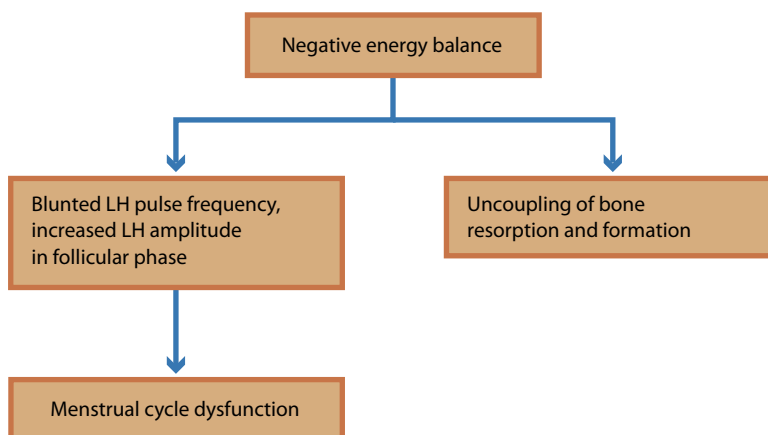 Negative energy balance
Blunted LH pulse frequency,
increased LH amplitude
in follicular phase
Uncoupling of bone
resorption and formation
Menstrual cycle dysfunction